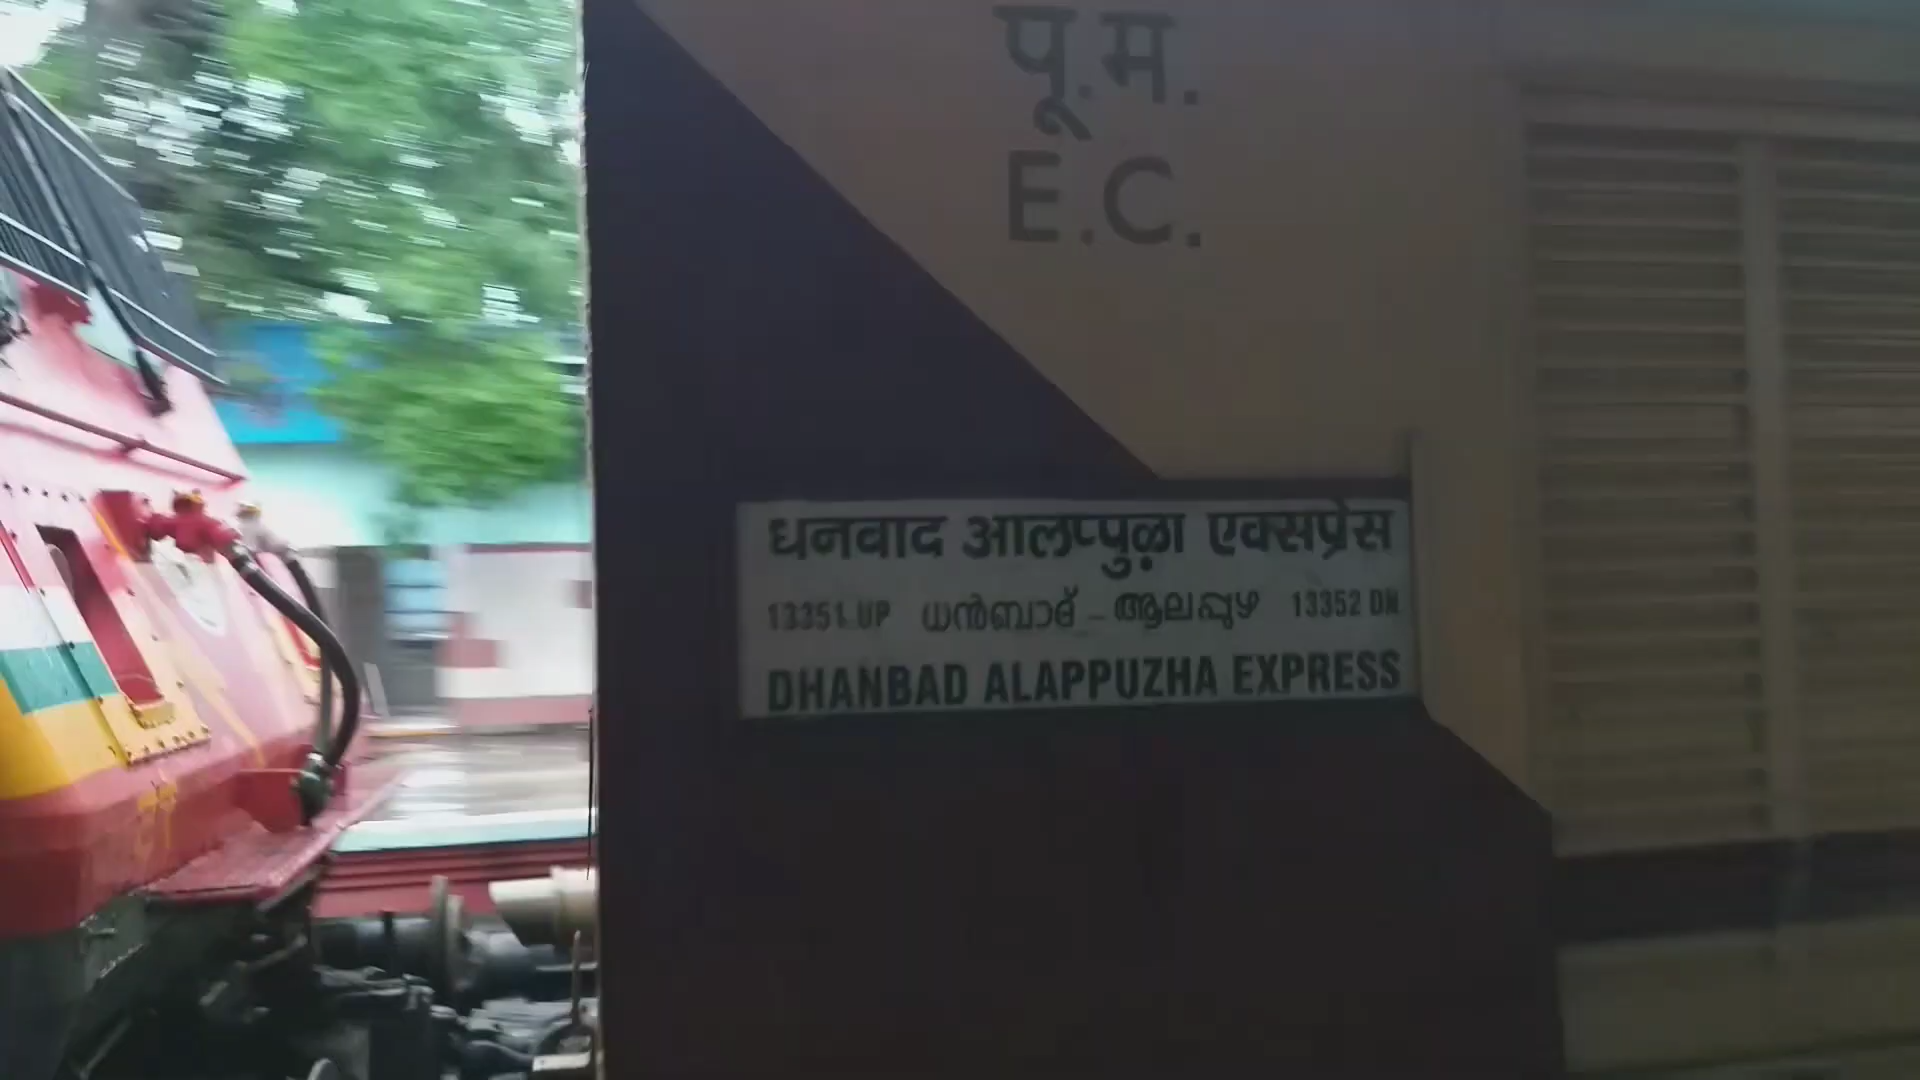 पू.म.
E.C.
धनबाद आलप्पुळा एक्सप्रेस
13351 UP ധൻബാദ് - ആലപ്പുഴ 13352 DN
DHANBAD ALAPPUZHA EXPRESS